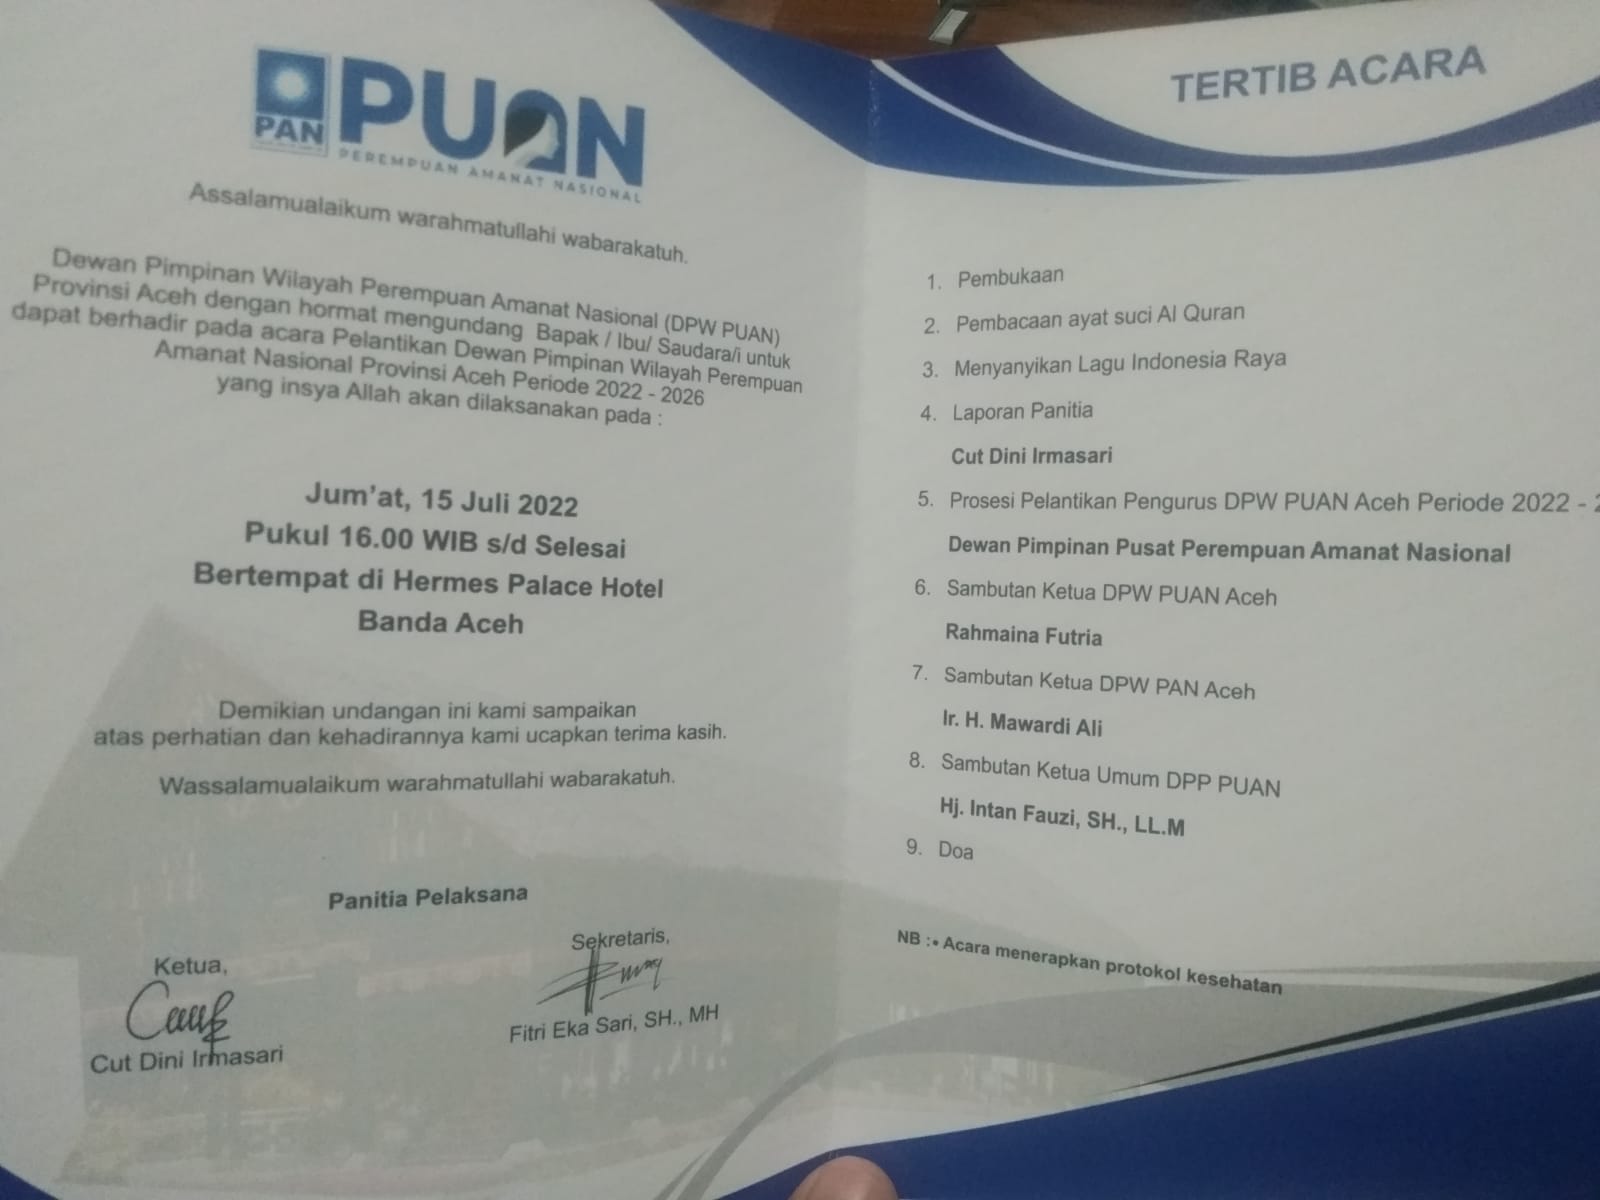 PAN PUAN
PEREMPUAN AMANAT NASIONAL
Assalamualaikum warahmatullahi wabarakatuh.
Dewan Pimpinan Wilayah Perempuan Amanat Nasional (DPW PUAN)
Provinsi Aceh dengan hormat mengundang Bapak / Ibu/ Saudara/i untuk
dapat berhadir pada acara Pelantikan Dewan Pimpinan Wilayah Perempuan
Amanat Nasional Provinsi Aceh Periode 2022 - 2026
yang insya Allah akan dilaksanakan pada :
Jum'at, 15 Juli 2022
Pukul 16.00 WIB s/d Selesai
Bertempat di Hermes Palace Hotel
Banda Aceh
Demikian undangan ini kami sampaikan
atas perhatian dan kehadirannya kami ucapkan terima kasih.
Wassalamualaikum warahmatullahi wabarakatuh.
Panitia Pelaksana
Ketua,
Cut Dini Irmasari
Sekretaris,
Fitri Eka Sari, SH., MH
TERTIB ACARA
1. Pembukaan
2. Pembacaan ayat suci Al Quran
3. Menyanyikan Lagu Indonesia Raya
4. Laporan Panitia
Cut Dini Irmasari
5. Prosesi Pelantikan Pengurus DPW PUAN Aceh Periode 2022 -
Dewan Pimpinan Pusat Perempuan Amanat Nasional
6. Sambutan Ketua DPW PUAN Aceh
Rahmaina Futria
7. Sambutan Ketua DPW PAN Aceh
Ir. H. Mawardi Ali
8. Sambutan Ketua Umum DPP PUAN
Hj. Intan Fauzi, SH., LL.M
9. Doa
NB :• Acara menerapkan protokol kesehatan